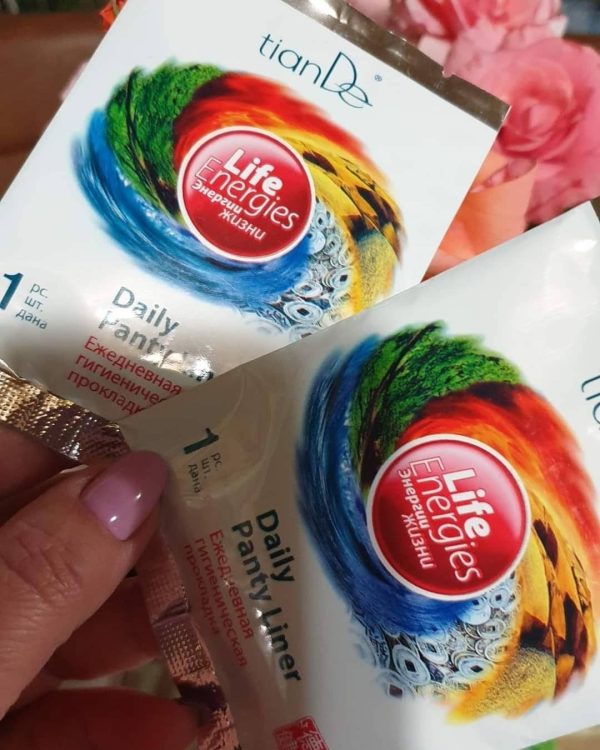 tianDe®
Life
Energies
Энергии
жизни
1 pc.
шт.
дана
Daily
Panty
Ежедневная
гигиеническ
прокладк
Life
Energies
Энергии
жизни
1 pc.
шт.
дана
Daily
Panty Liner
Ежедневная
гигиеническая
прокладка